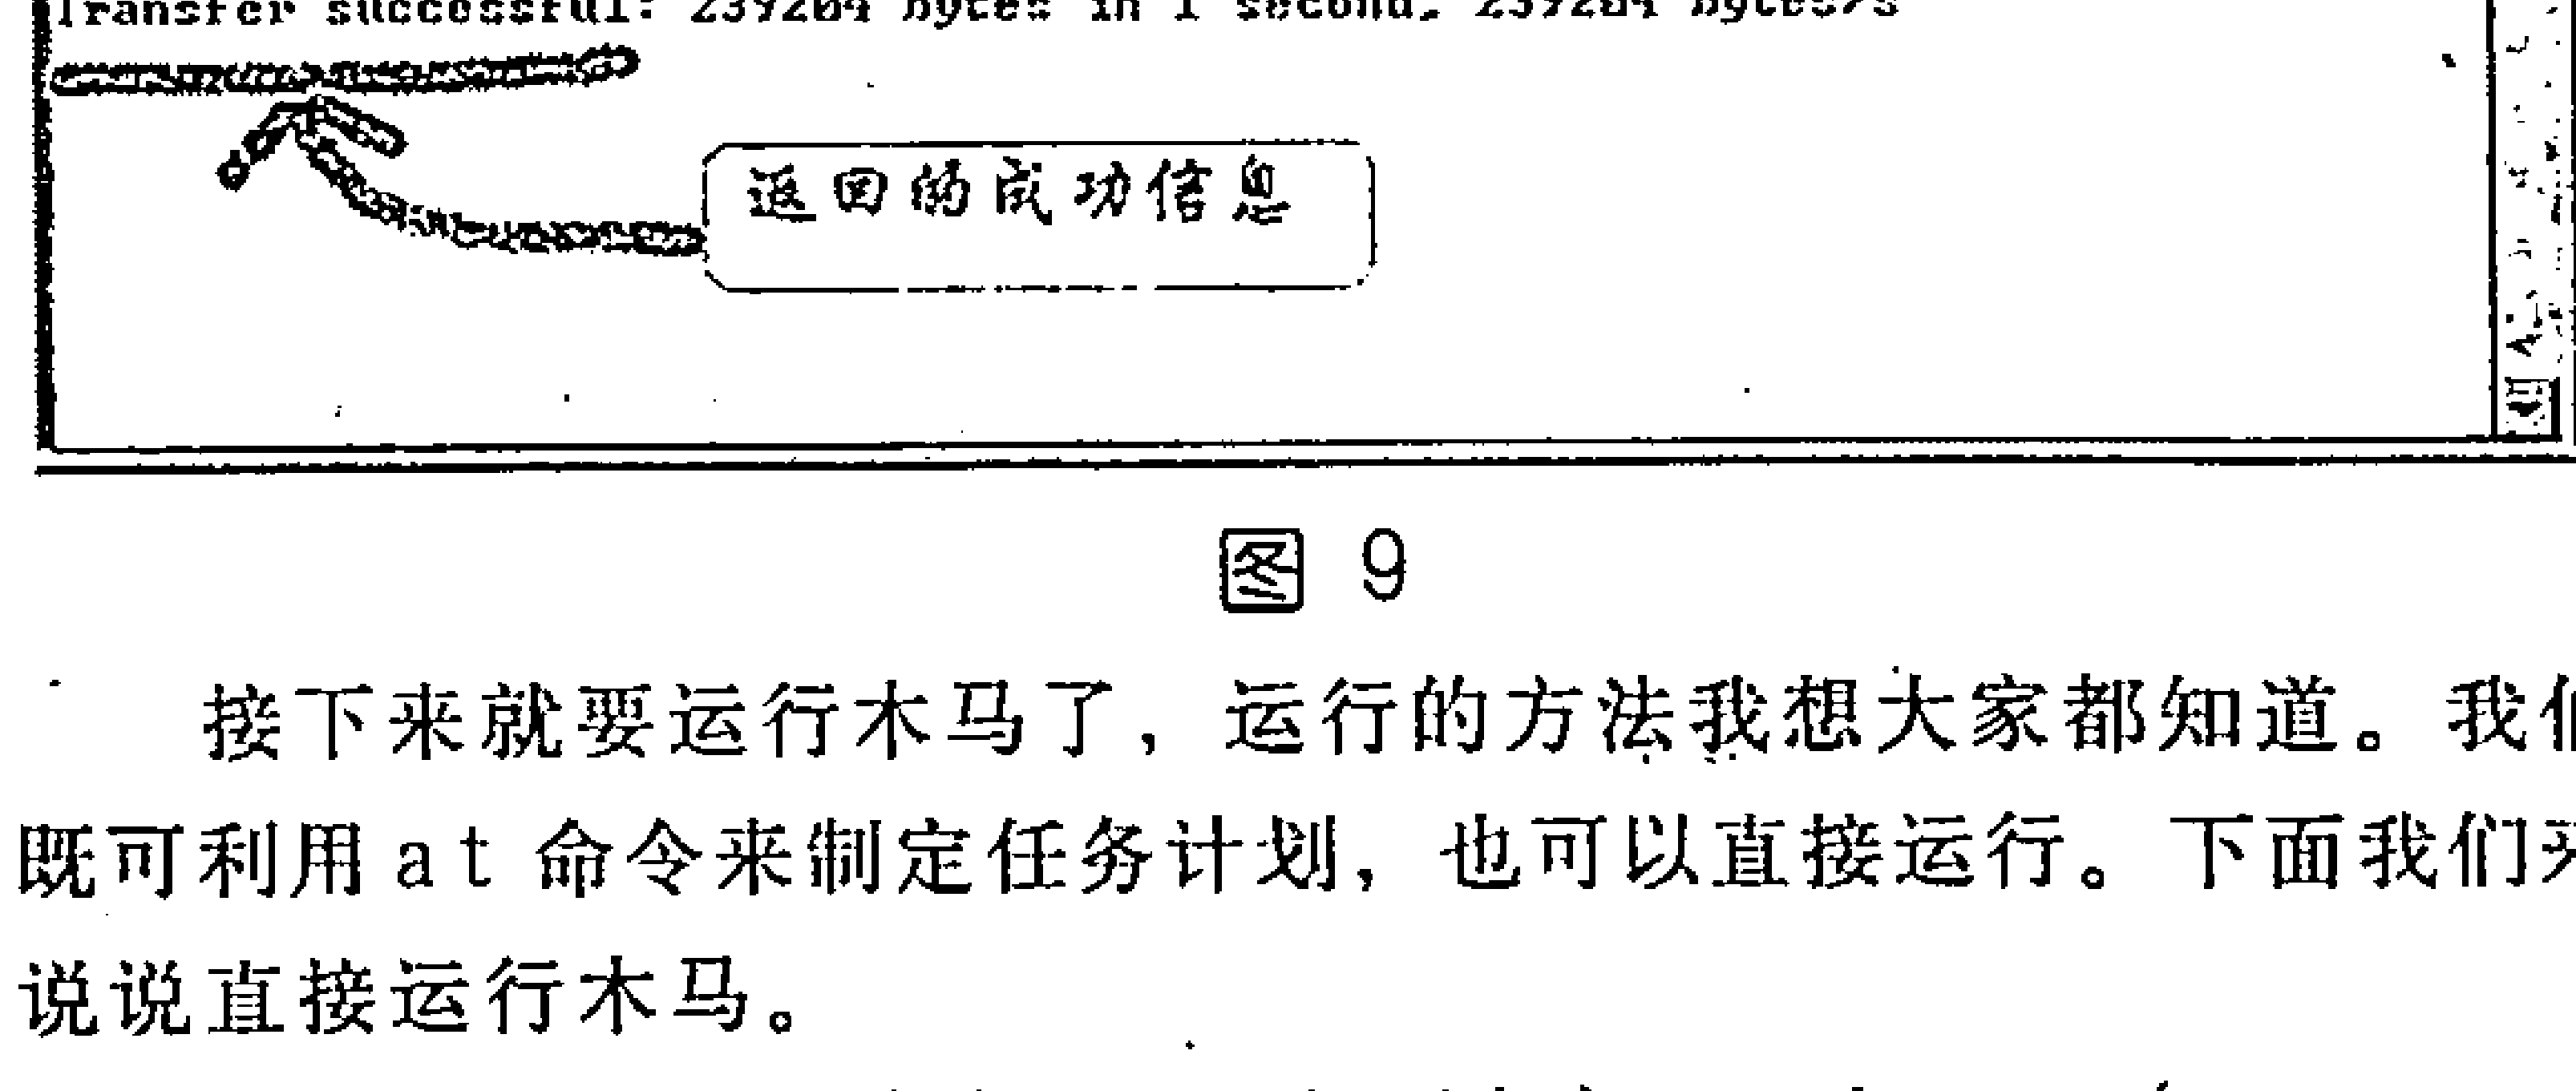 Transfer successful: 239204 bytes in 1 second, 239204 bytes/s
返回的成功信息
图 9
接下来就要运行木马了，运行的方法我想大家都知道。我们
既可利用 at 命令来制定任务计划，也可以直接运行。下面我们
说说直接运行木马。